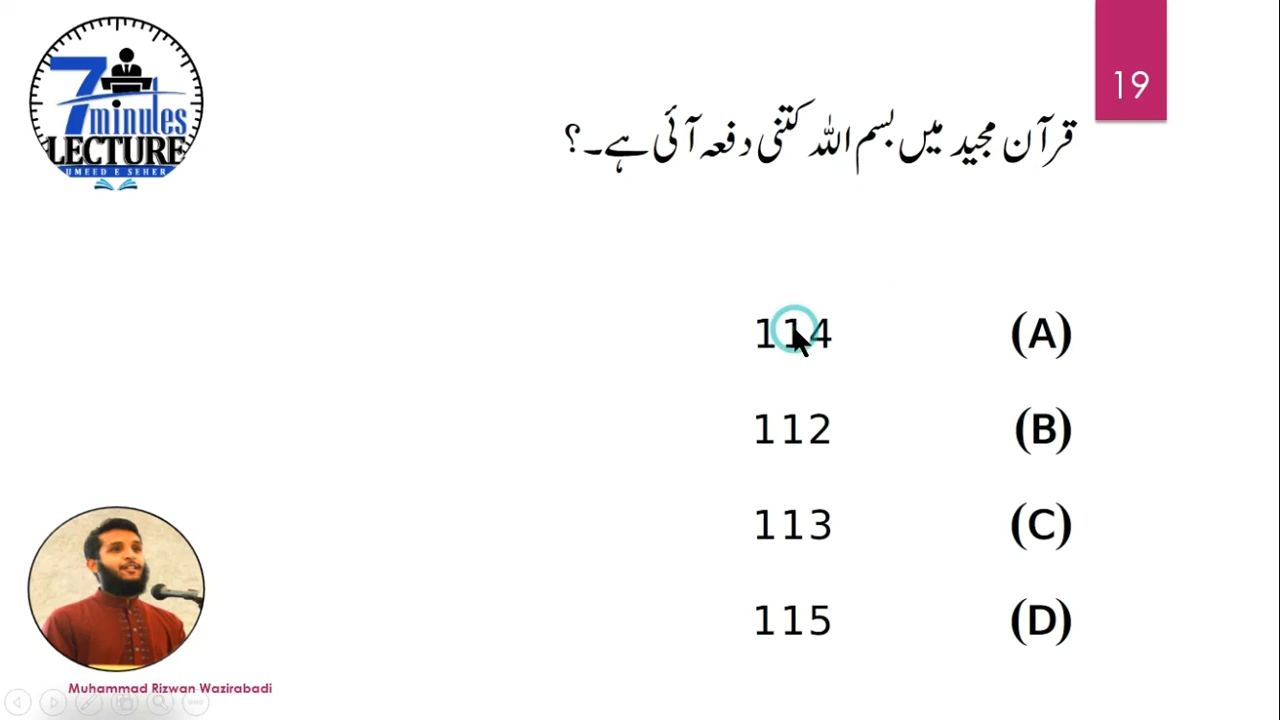 7
minutes
LECTURE
UMEED E SEHER
19
قرآن مجید میں بسم اللہ کتنی دفعہ آئی ہے۔؟
(A) 114
(B) 112
(C) 113
(D) 115
Muhammad Rizwan Wazirabadi